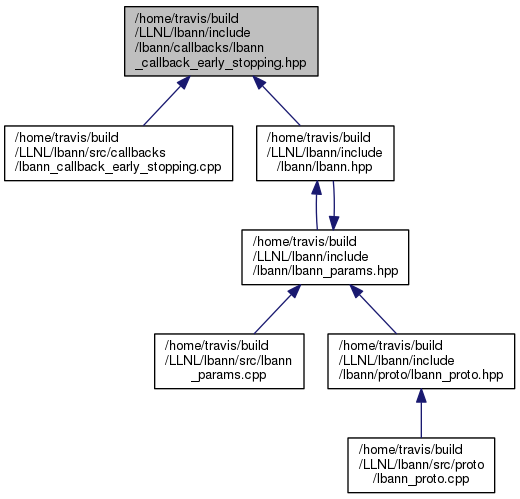 /home/travis/build
/LLNL/lbann/include
/lbann/callbacks/lbann
_callback_early_stopping.hpp
/home/travis/build
/LLNL/lbann/src/callbacks
/lbann_callback_early_stopping.cpp
/home/travis/build
/LLNL/lbann/include
/lbann/lbann.hpp
/home/travis/build
/LLNL/lbann/include
/lbann/lbann_params.hpp
/home/travis/build
/LLNL/lbann/src/lbann
_params.cpp
/home/travis/build
/LLNL/lbann/include
/lbann/proto/lbann_proto.hpp
/home/travis/build
/LLNL/lbann/src/proto
/lbann_proto.cpp